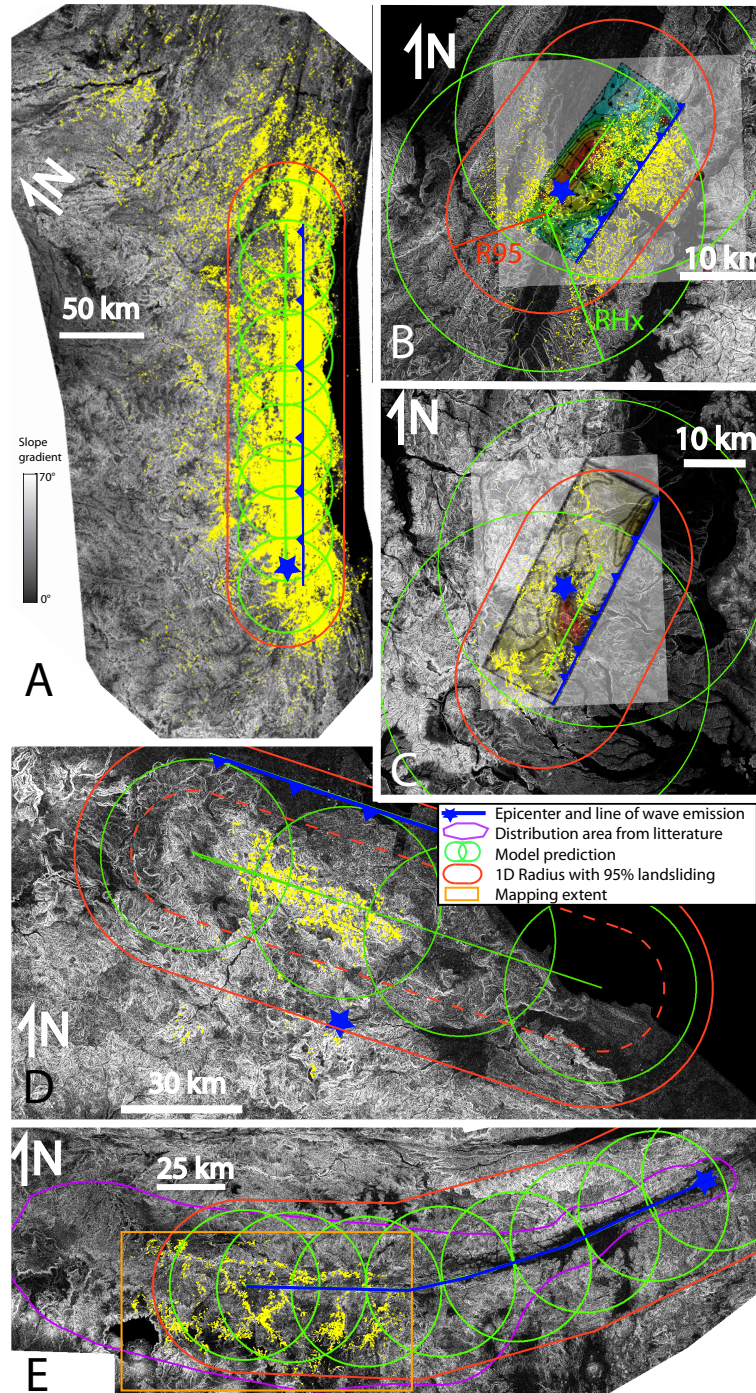 N
50 km
Slope
gradient
70°
0°
A
N
R95
RHx
10 km
B
N
10 km
C
Epicenter and line of wave emission
Distribution area from litterature
Model prediction
1D Radius with 95% landsliding
Mapping extent
N
30 km
D
N
25 km
E